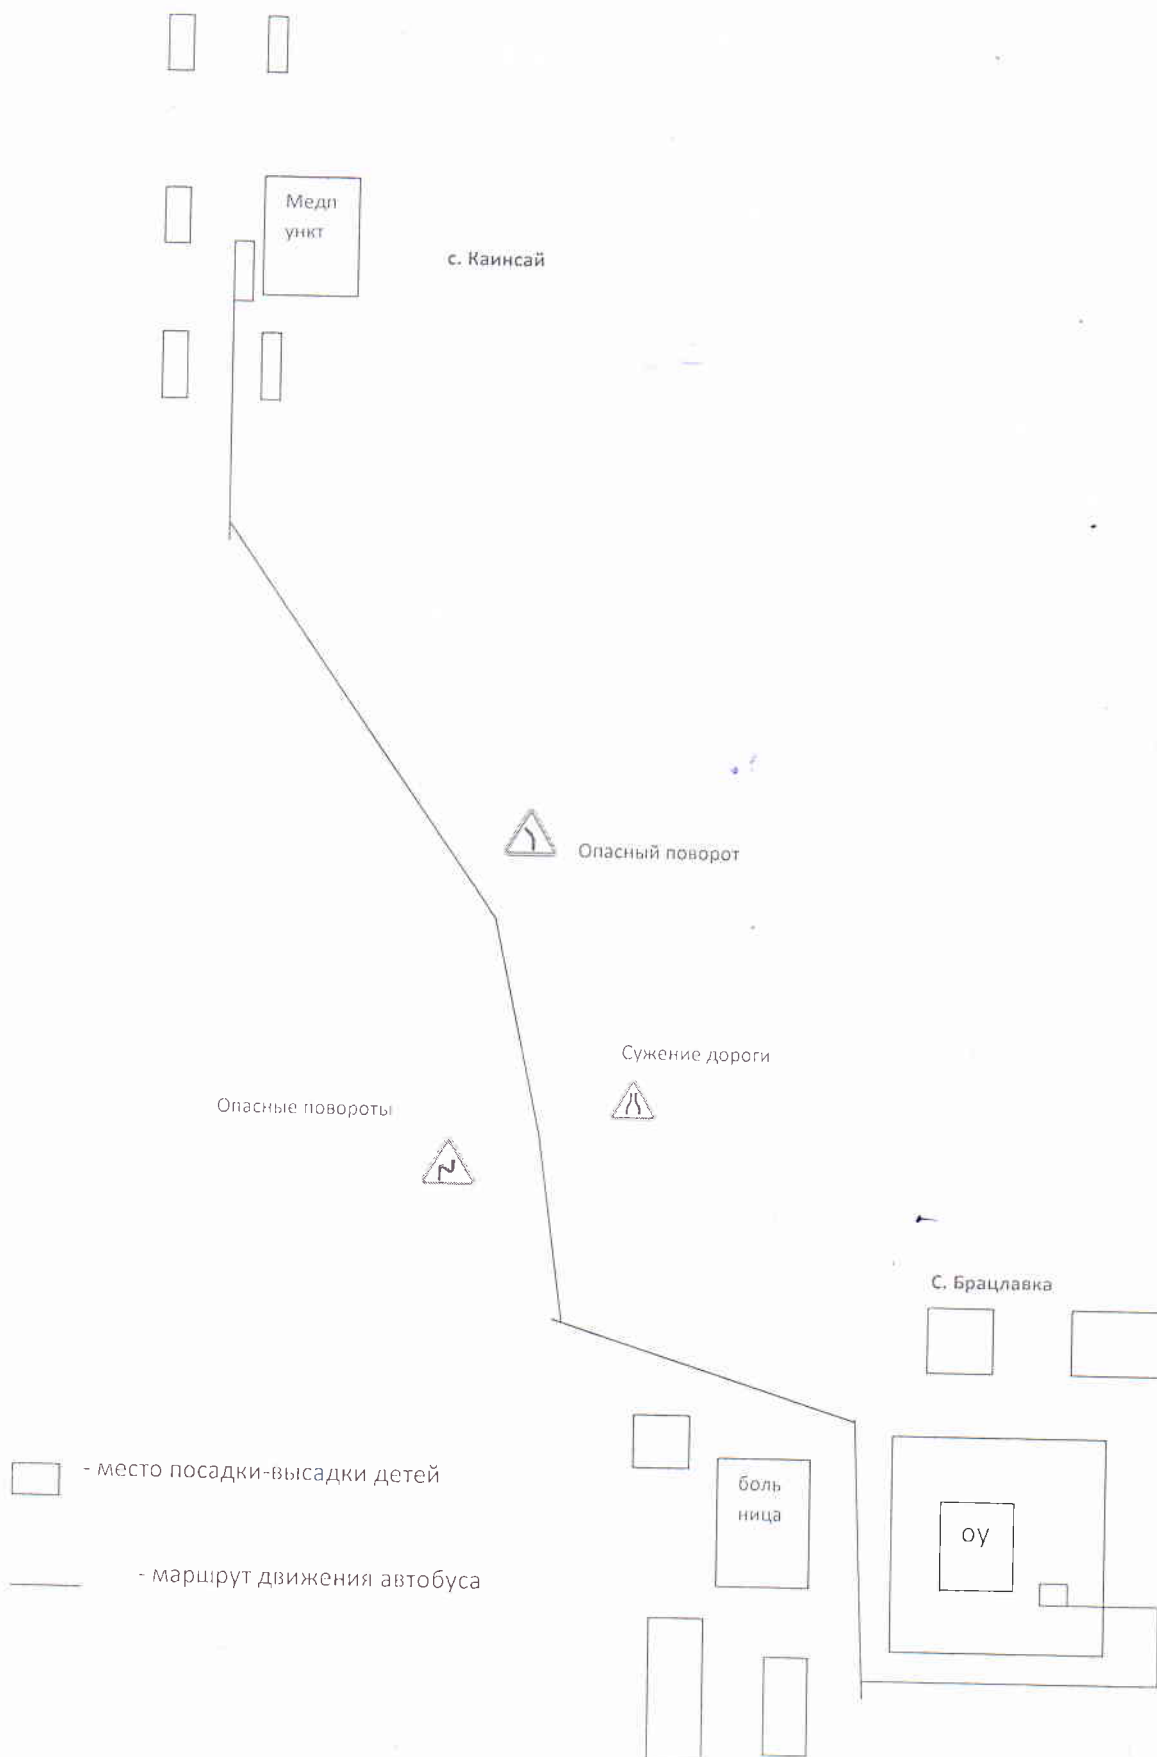 Медп
ункт
с. Каинсай
Опасный поворот
Сужение дороги
Опасные повороты
С. Брацлавка
- место посадки-высадки детей
боль
ница
оу
- маршрут движения автобуса